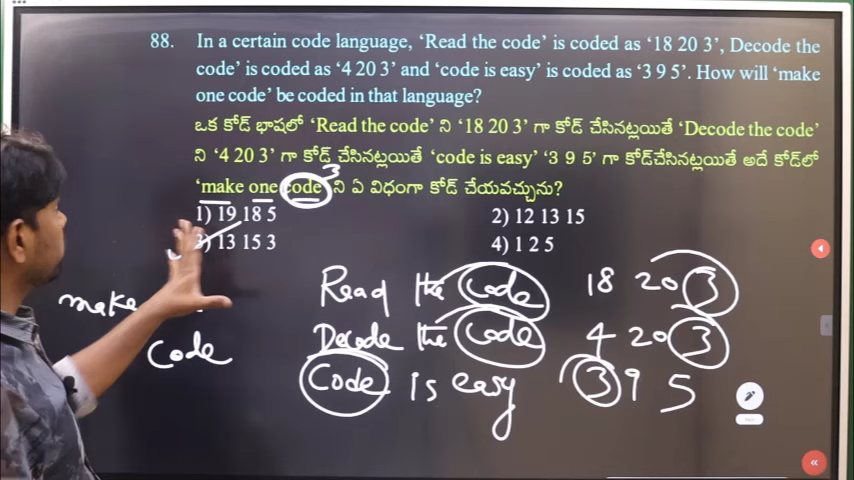 88. In a certain code language, ‘Read the code’ is coded as ‘18 20 3’, Decode the
code’ is coded as ‘4 20 3’ and ‘code is easy’ is coded as ‘3 9 5’. How will ‘make
one code’ be coded in that language?
ఒక కోడ్ భాషలో ‘Read the code’ ని ‘18 20 3’ గా కోడ్ చేసినట్లయితే ‘Decode the code’
ని ‘4 20 3’ గా కోడ్ చేసినట్లయితే ‘code is easy’ ‘3 9 5’ గా కోడ్‌చేసినట్లయితే అదే కోడ్‌లో
3
‘make one code’ ని ఏ విధంగా కోడ్ చేయవచ్చును?
1) 19 18 5 2) 12 13 15
3) 13 15 3 4) 1 2 5
Read the code 18 20 3
make
Decode the code 4 20 3
Code
Code is easy 3 9 5